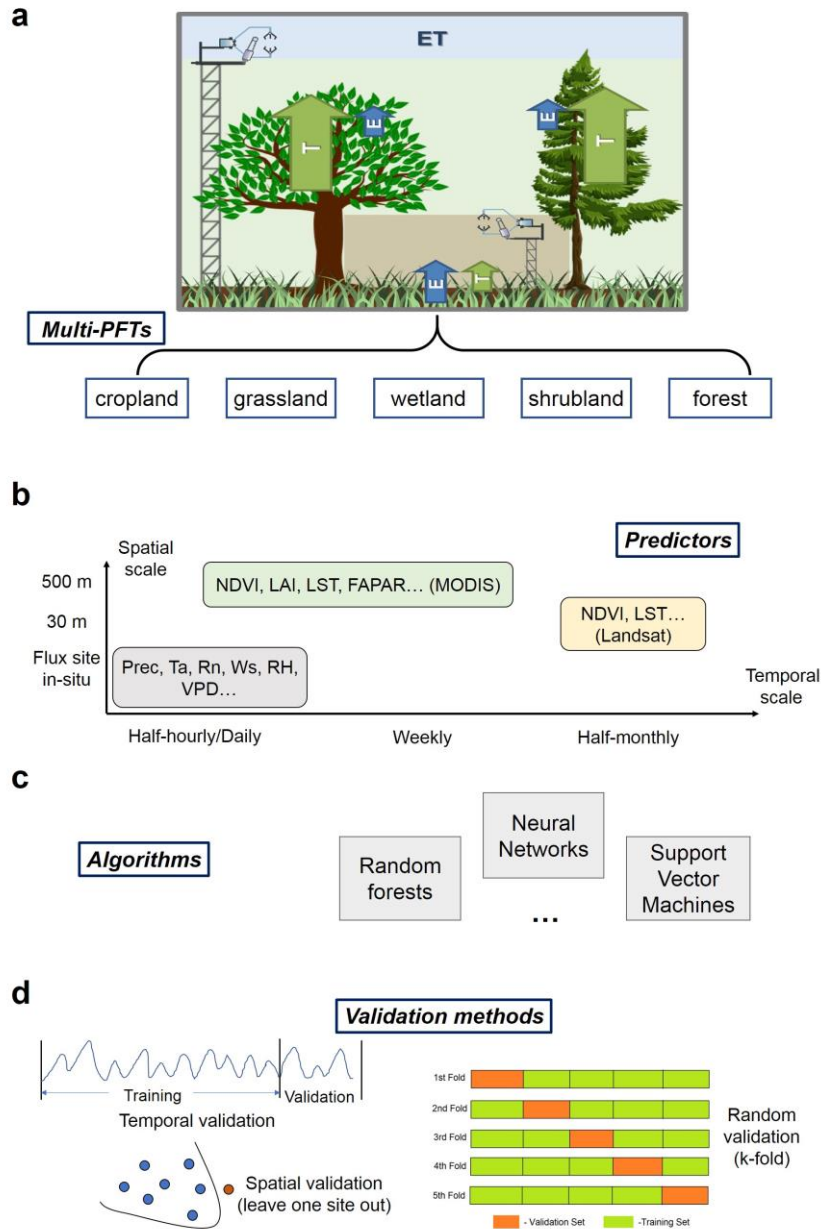 a
ET
T
E
E
T
E
T
Multi-PFTs
cropland
grassland
wetland
shrubland
forest
b
Spatial
scale
Predictors
500 m
NDVI, LAI, LST, FAPAR… (MODIS)
30 m
NDVI, LST…
(Landsat)
Flux site
in-situ
Prec, Ta, Rn, Ws, RH,
VPD…
Temporal
scale
Half-hourly/Daily
Weekly
Half-monthly
c
Algorithms
Random
forests
Neural
Networks
Support
Vector
Machines
...
d
Validation methods
Training
Validation
Temporal validation
Spatial validation
(leave one site out)
1st Fold
2nd Fold
3rd Fold
4th Fold
5th Fold
Random
validation
(k-fold)
- Validation Set
-Training Set